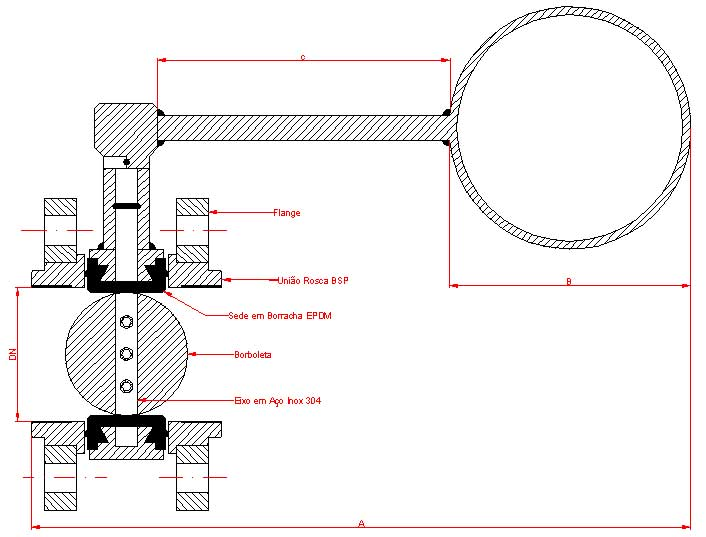 c
Flange
União Rosca BSP
B
Sede em Borracha EPDM
DN
Borboleta
Eixo em Aço Inox 304
A